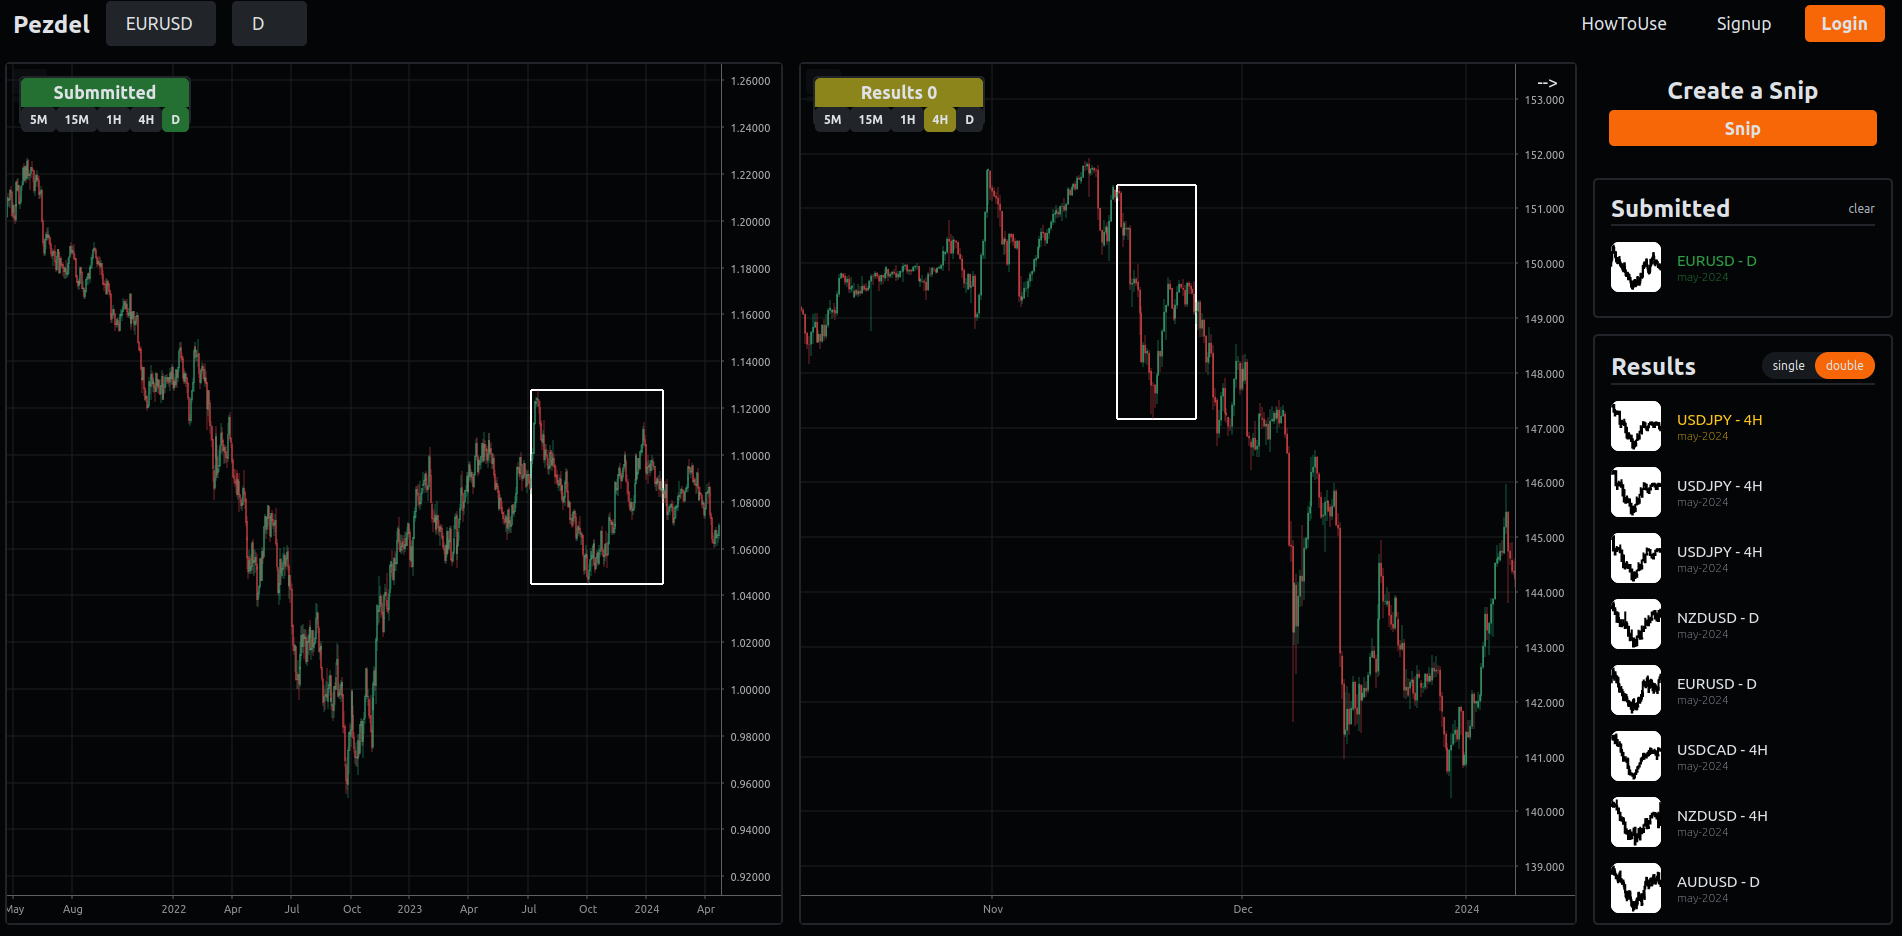 Pezdel EURUSD D HowToUse Signup Login
Submmitted
5M 15M 1H 4H D
1.26000
1.24000
1.22000
1.20000
1.18000
1.16000
1.14000
1.12000
1.10000
1.08000
1.06000
1.04000
1.02000
1.00000
0.98000
0.96000
0.94000
0.92000
May Aug 2022 Apr Jul Oct 2023 Apr Jul Oct 2024 Apr
Results 0
5M 15M 1H 4H D
-->
153.000
152.000
151.000
150.000
149.000
148.000
147.000
146.000
145.000
144.000
143.000
142.000
141.000
140.000
139.000
Nov Dec 2024
Create a Snip
Snip
Submitted clear
EURUSD - D
may-2024
Results single double
USDJPY - 4H
may-2024
USDJPY - 4H
may-2024
USDJPY - 4H
may-2024
NZDUSD - D
may-2024
EURUSD - D
may-2024
USDCAD - 4H
may-2024
NZDUSD - 4H
may-2024
AUDUSD - D
may-2024